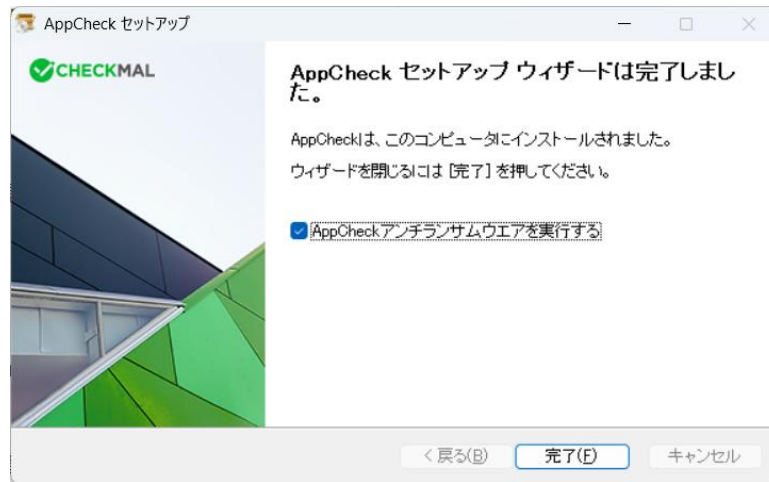 AppCheck セットアップ
CHECKMAL
AppCheck セットアップ ウィザードは完了しまし
た。
AppCheckは、このコンピュータにインストールされました。
ウィザードを閉じるには [完了] を押してください。
AppCheckアンチランサムウエアを実行する
< 戻る(B)
完了(F)
キャンセル